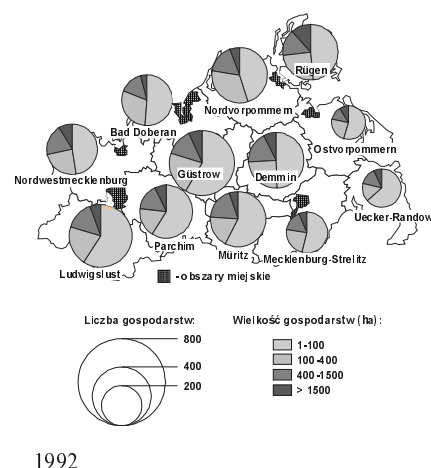 Rügen
Nordvorpommern
Bad Doberan
Ostvorpommern
Nordwestmecklenburg
Güstrow
Demmin
Uecker-Randow
Parchim
Müritz
Mecklenburg-Strelitz
Ludwigslust
-obszary miejskie
Liczba gospodarstw:
800
400
200
Wielkość gospodarstw (ha):
1-100
100-400
400-1500
> 1500
1992